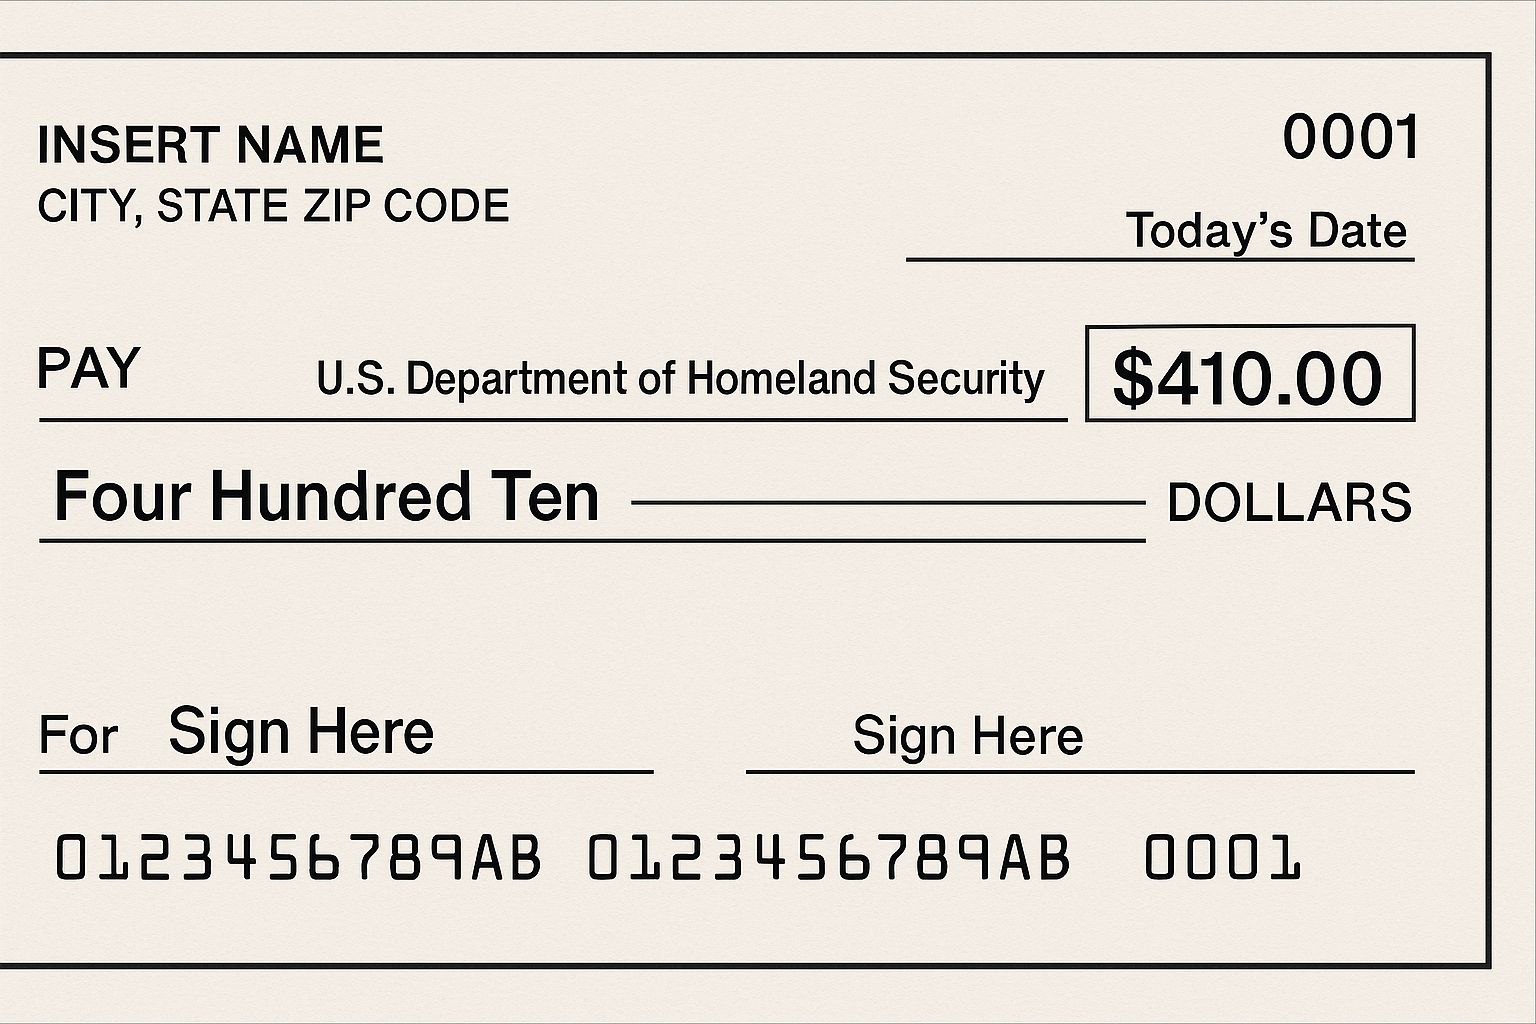 INSERT NAME
CITY, STATE ZIP CODE
0001
Today’s Date
PAY U.S. Department of Homeland Security $410.00
Four Hundred Ten DOLLARS
For Sign Here Sign Here
0123456789AB 0123456789AB 0001